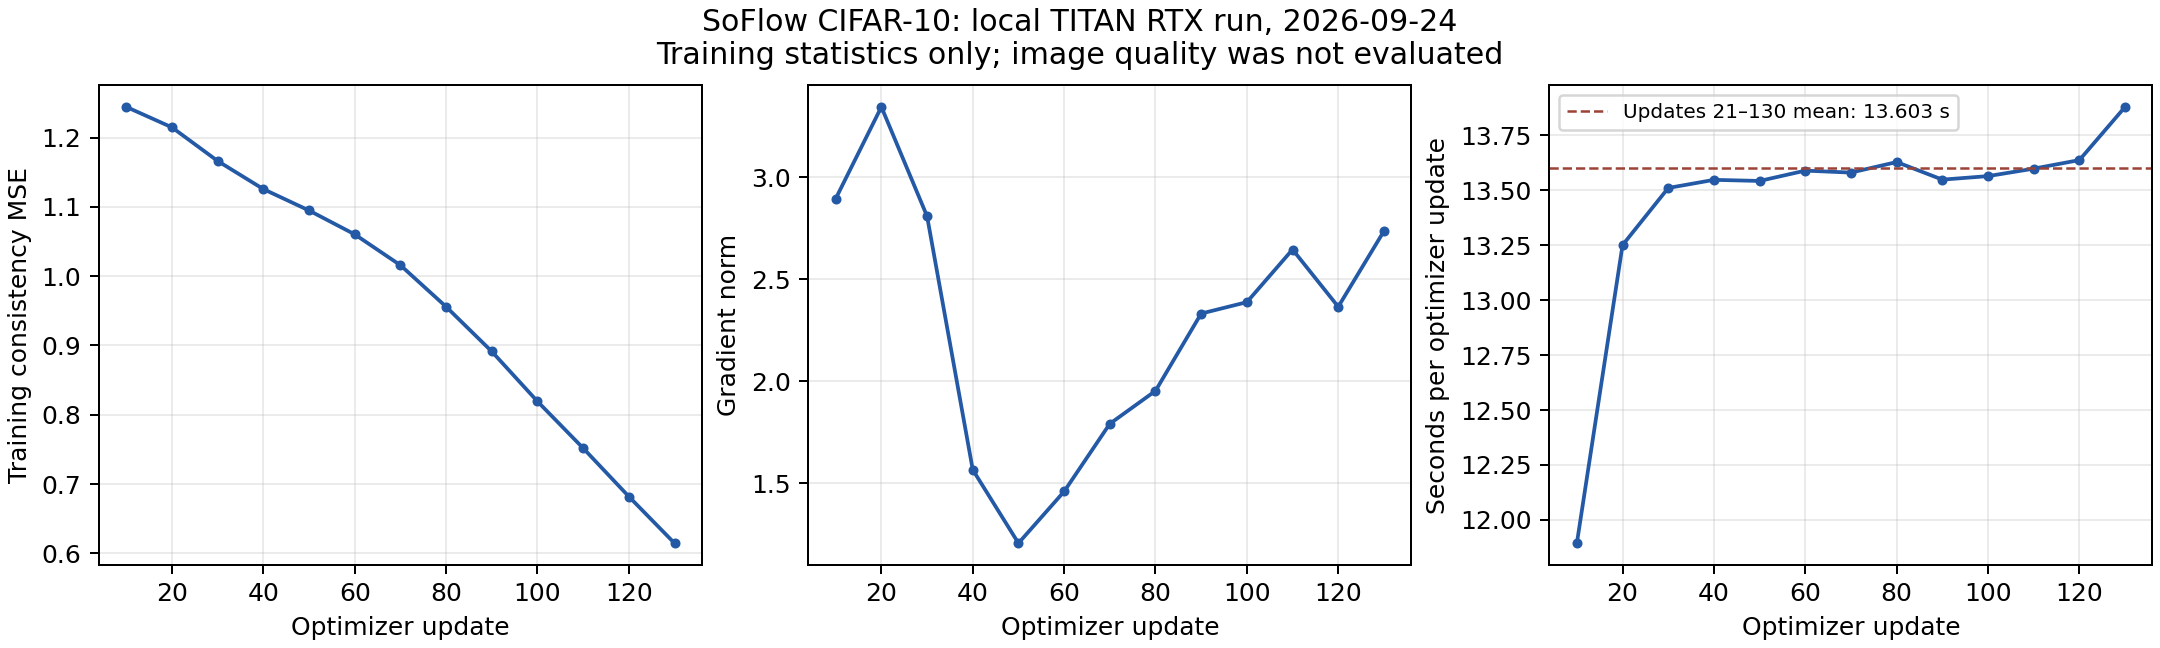 SoFlow CIFAR-10: local TITAN RTX run, 2026-09-24
Training statistics only; image quality was not evaluated
Training consistency MSE
1.2
1.1
1.0
0.9
0.8
0.7
0.6
20 40 60 80 100 120
Optimizer update
Gradient norm
3.0
2.5
2.0
1.5
20 40 60 80 100 120
Optimizer update
Seconds per optimizer update
Updates 21–130 mean: 13.603 s
13.75
13.50
13.25
13.00
12.75
12.50
12.25
12.00
20 40 60 80 100 120
Optimizer update